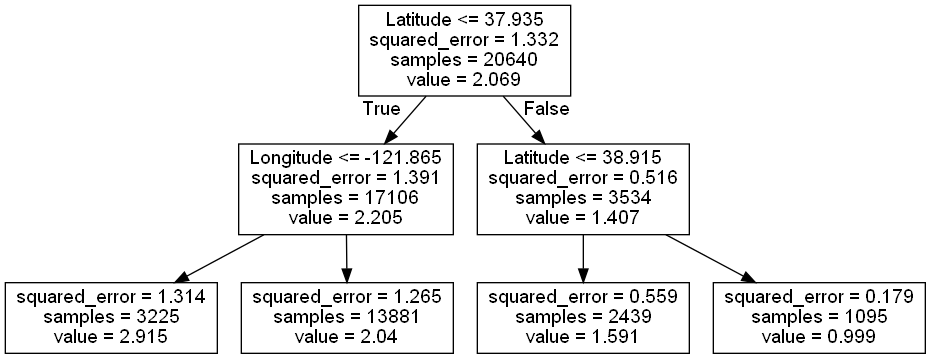 Latitude <= 37.935
squared_error = 1.332
samples = 20640
value = 2.069
True
False
Longitude <= -121.865
squared_error = 1.391
samples = 17106
value = 2.205
Latitude <= 38.915
squared_error = 0.516
samples = 3534
value = 1.407
squared_error = 1.314
samples = 3225
value = 2.915
squared_error = 1.265
samples = 13881
value = 2.04
squared_error = 0.559
samples = 2439
value = 1.591
squared_error = 0.179
samples = 1095
value = 0.999